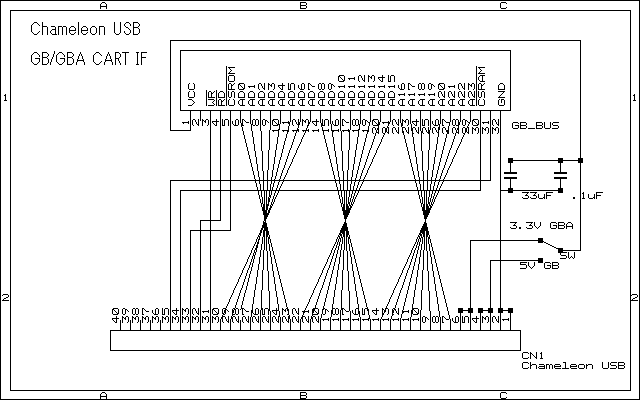 A B C
Chameleon USB
GB/GBA CART IF
1 1
VCC WR RD CSROM AD0 AD1 AD2 AD3 AD4 AD5 AD6 AD7 AD8 AD9 AD10 AD11 AD12 AD13 AD14 AD15 A16 A17 A18 A19 A20 A21 A22 A23 CSRAM GND
1 2 3 4 5 6 7 8 9 10 11 12 13 14 15 16 17 18 19 20 21 22 23 24 25 26 27 28 29 30 31 32
GB_BUS
33uF .1uF
3.3V GBA
SW
5V GB
2 2
40 39 38 37 36 35 34 33 32 31 30 29 28 27 26 25 24 23 22 21 20 19 18 17 16 15 14 13 12 11 10 9 8 7 6 5 4 3 2 1
CN1
Chameleon USB
A B C